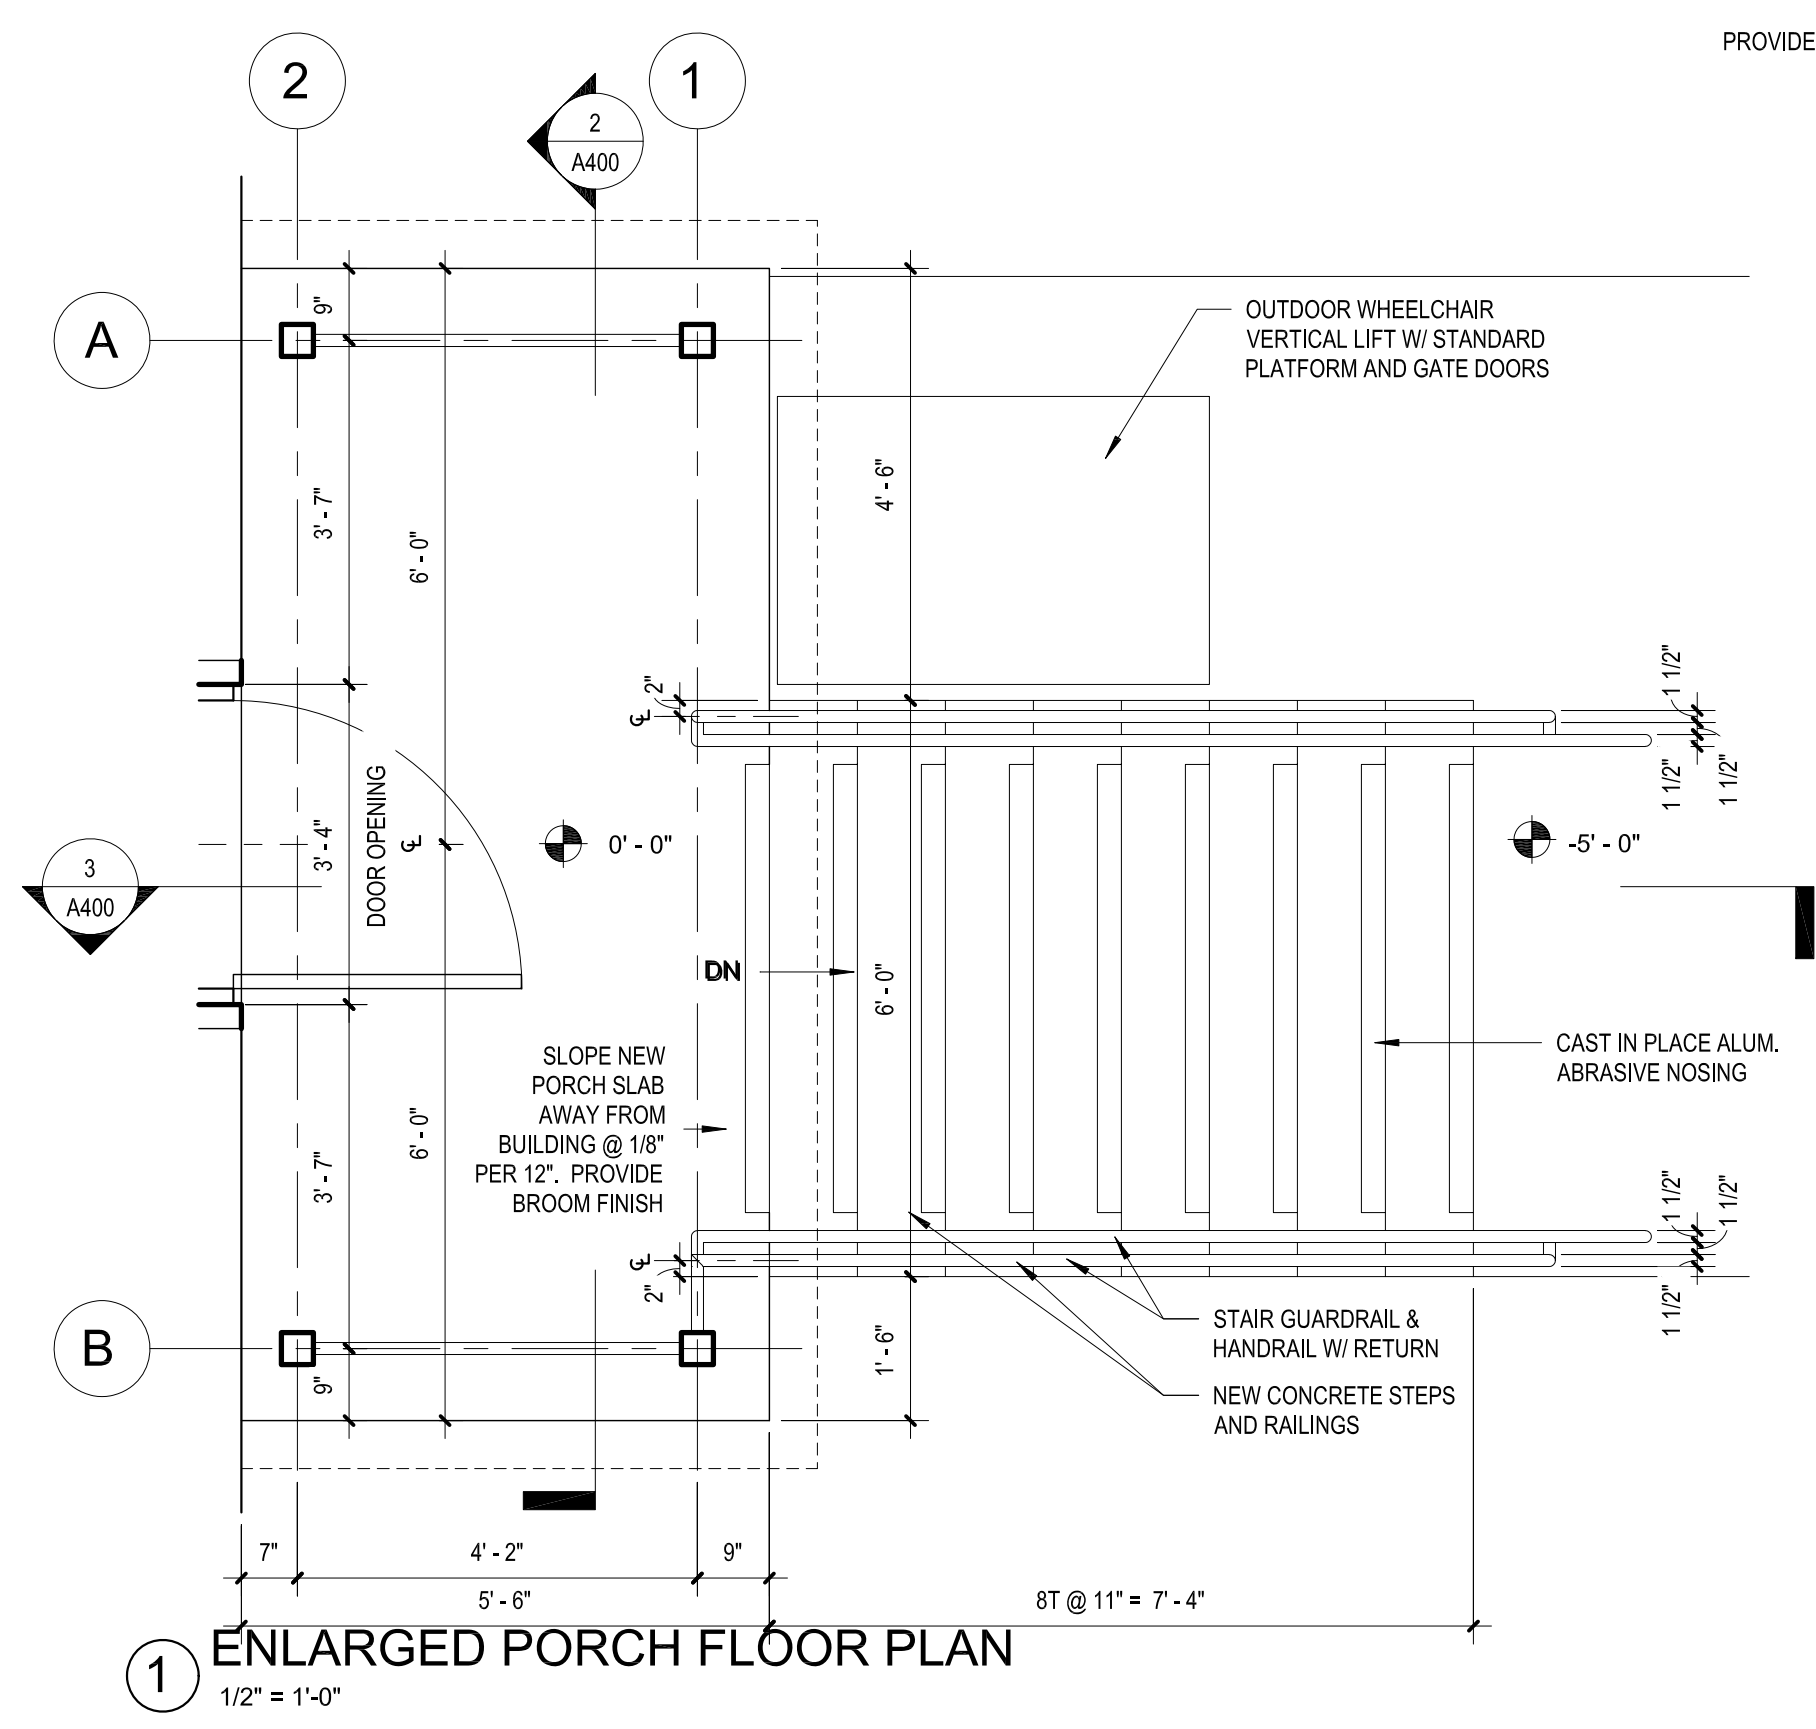 PROVIDE
2
1
2
A400
A
9"
OUTDOOR WHEELCHAIR
VERTICAL LIFT W/ STANDARD
PLATFORM AND GATE DOORS
3' - 7"
6' - 0"
4' - 6"
2"
℄
1 1/2"
1 1/2"
1 1/2"
DOOR OPENING
3' - 4"
℄
0' - 0"
-5' - 0"
3
A400
DN
6' - 0"
SLOPE NEW
PORCH SLAB
AWAY FROM
BUILDING @ 1/8"
PER 12".  PROVIDE
BROOM FINISH
CAST IN PLACE ALUM.
ABRASIVE NOSING
3' - 7"
6' - 0"
℄
2"
1 1/2"
1 1/2"
1 1/2"
B
9"
1' - 6"
STAIR GUARDRAIL &
HANDRAIL W/ RETURN
NEW CONCRETE STEPS
AND RAILINGS
7"
4' - 2"
9"
5' - 6"
8T @ 11" =  7' - 4"
1
ENLARGED PORCH FLOOR PLAN
1/2" = 1'-0"